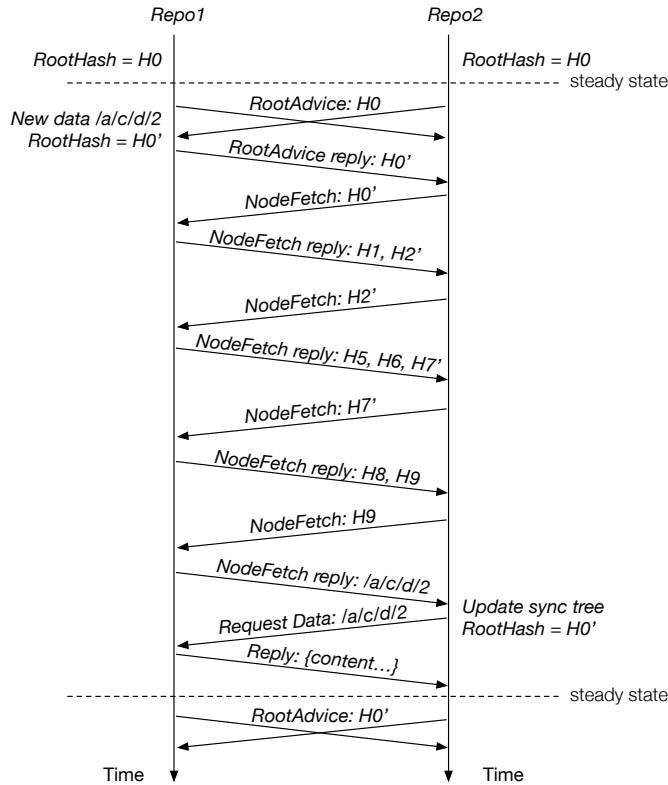 Repo1
Repo2
RootHash = H0
RootHash = H0
steady state
RootAdvice: H0
New data /a/c/d/2
RootHash = H0’
RootAdvice reply: H0’
NodeFetch: H0’
NodeFetch reply: H1, H2’
NodeFetch: H2’
NodeFetch reply: H5, H6, H7’
NodeFetch: H7’
NodeFetch reply: H8, H9
NodeFetch: H9
NodeFetch reply: /a/c/d/2
Update sync tree
RootHash = H0’
Request Data: /a/c/d/2
Reply: {content…}
steady state
RootAdvice: H0’
Time
Time